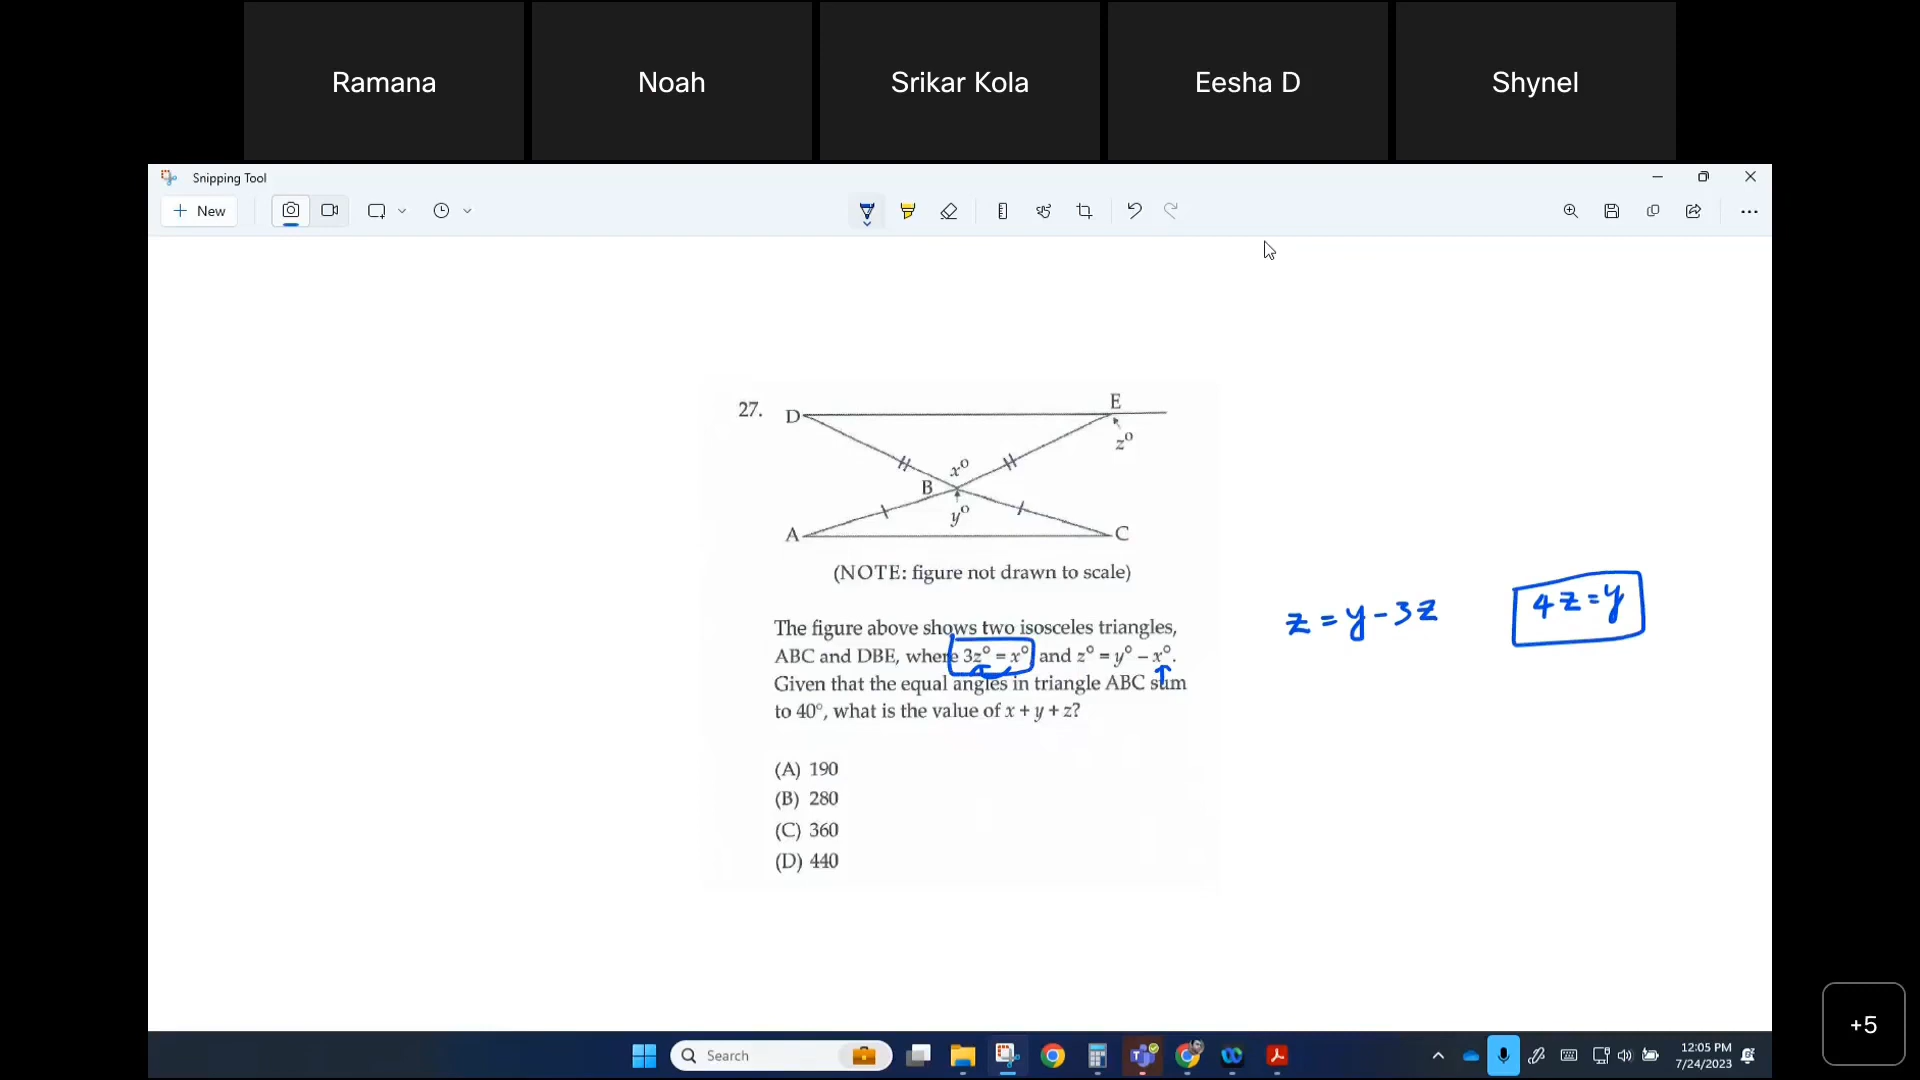 Ramana
Noah
Srikar Kola
Eesha D
Shynel
Snipping Tool
New
27.
D
E
z°
x°
B
y°
A
C
(NOTE: figure not drawn to scale)
The figure above shows two isosceles triangles,
ABC and DBE, where 3z° = x° and z° = y° – x°.
Given that the equal angles in triangle ABC sum
to 40°, what is the value of x + y + z?
z = y - 3z
4z = y
(A) 190
(B) 280
(C) 360
(D) 440
+5
Search
12:05 PM
7/24/2023